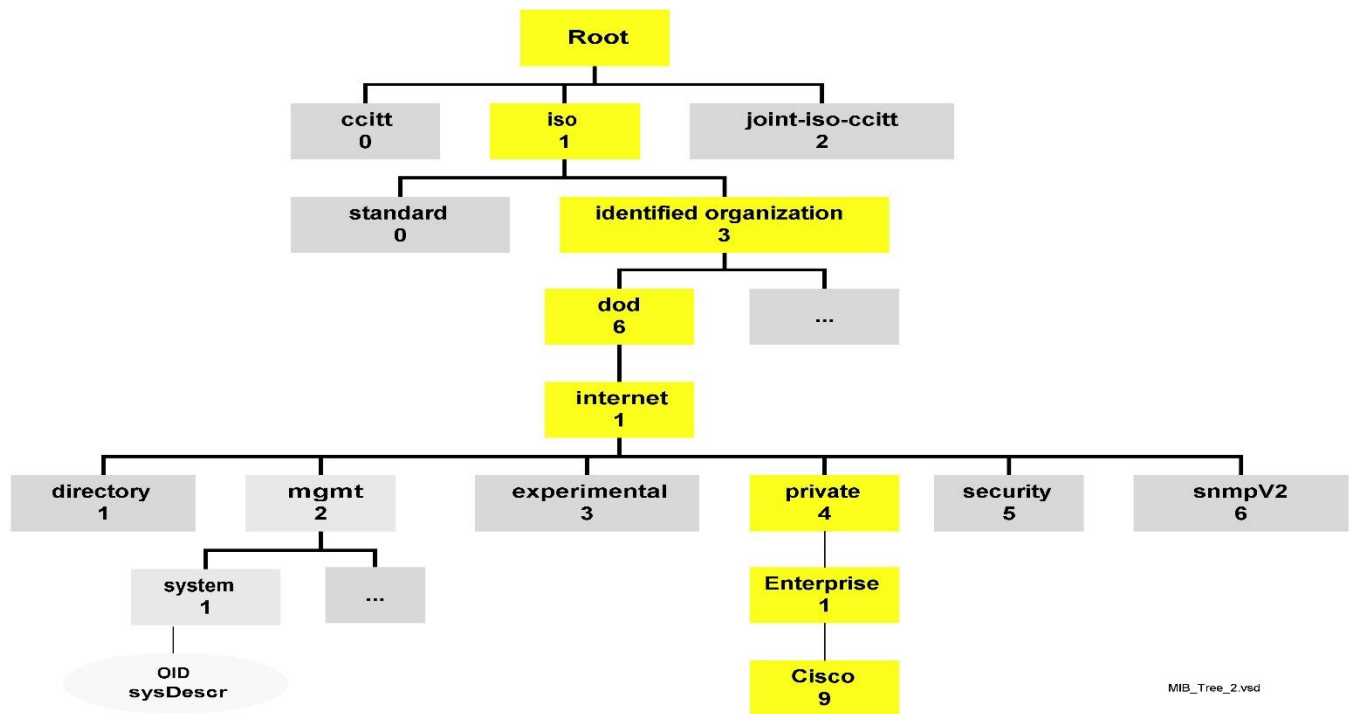 Root
ccitt
0
iso
1
joint-iso-ccitt
2
standard
0
identified organization
3
dod
6
...
internet
1
directory
1
mgmt
2
experimental
3
private
4
security
5
snmpV2
6
system
1
...
Enterprise
1
OID
sysDescr
Cisco
9
MIB_Tree_2.vsd